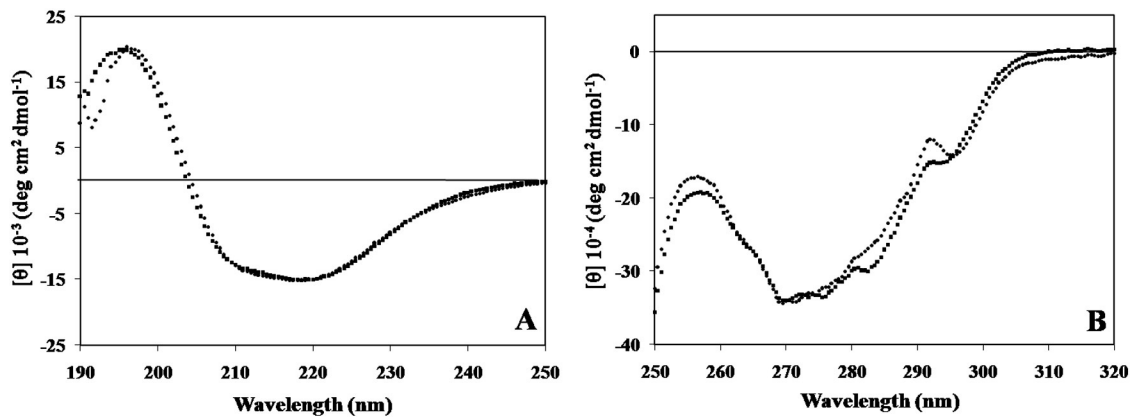 25
15
5
-5
-15
-25
[θ] 10-3 (deg cm2 dmol-1)
190 200 210 220 230 240 250
Wavelength (nm)
A
0
-10
-20
-30
-40
[θ] 10-4 (deg cm2 dmol-1)
250 260 270 280 290 300 310 320
Wavelength (nm)
B